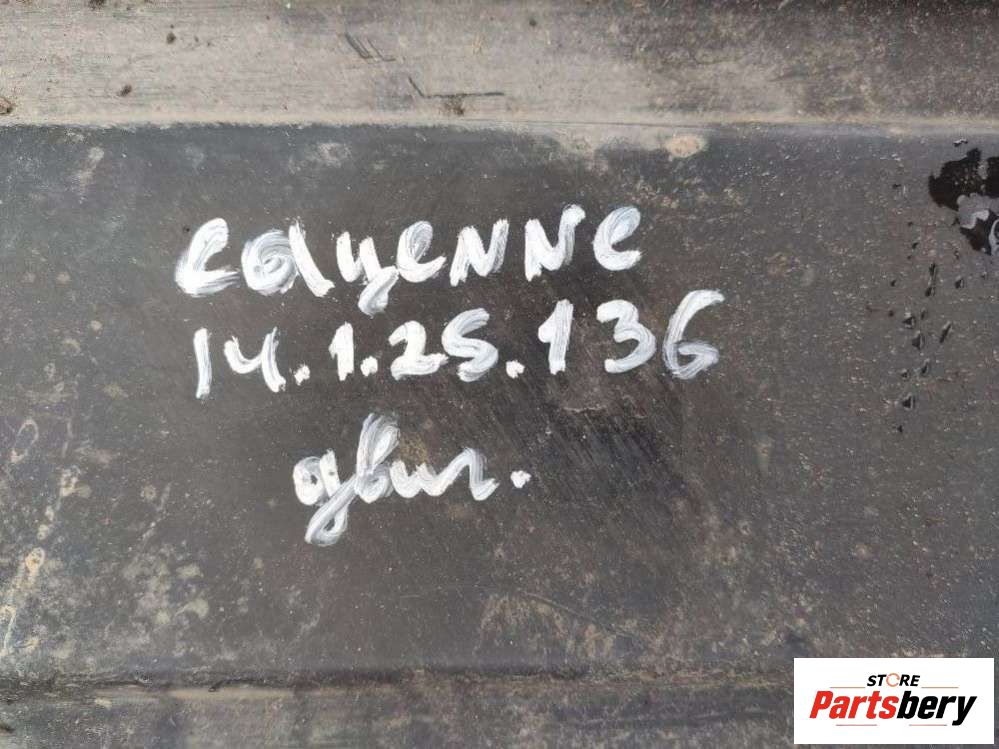 Cayenne
14.1.25.136
двиг.
STORE
Partsbery